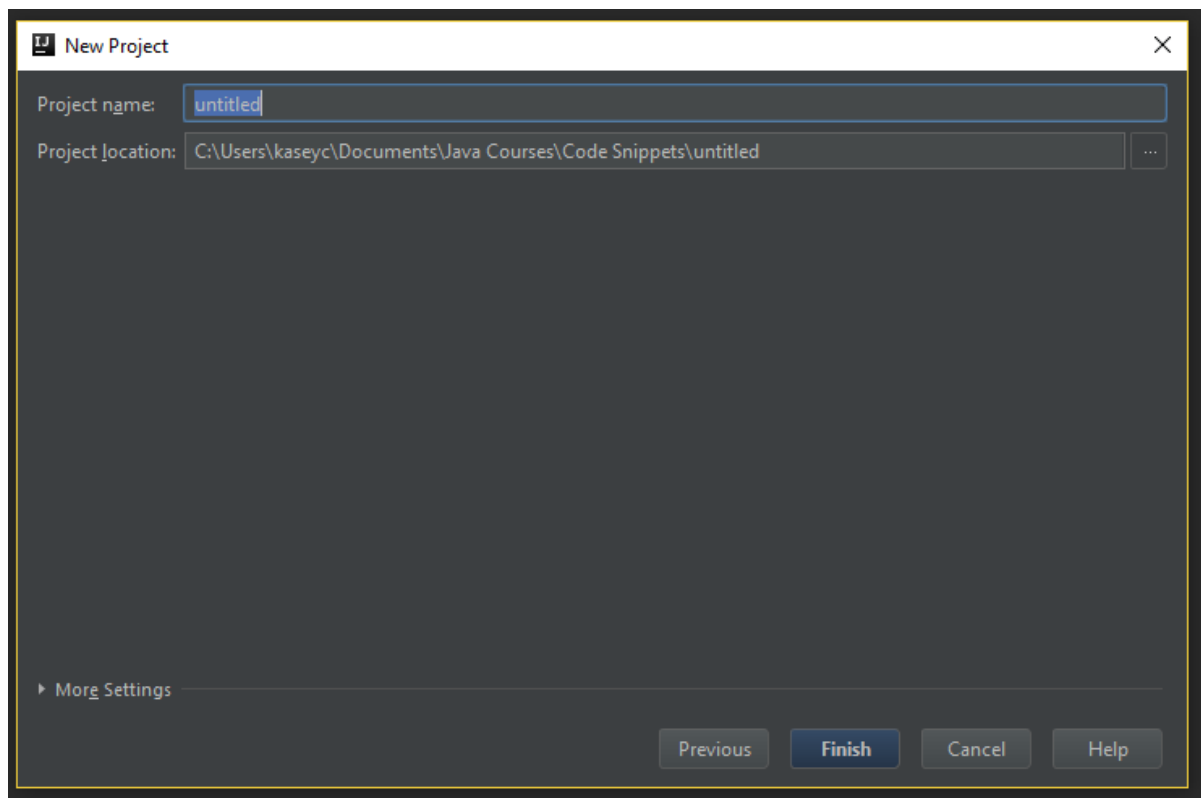 IJ New Project
Project name: untitled
Project location: C:\Users\kaseyc\Documents\Java Courses\Code Snippets\untitled ...
More Settings
Previous Finish Cancel Help